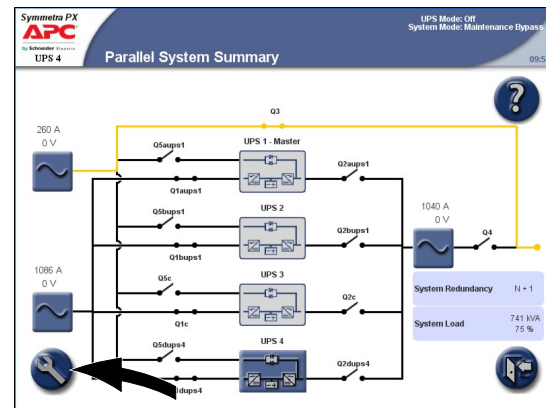 Symmetra PX
APC
by Schneider Electric
UPS 4
Parallel System Summary
UPS Mode: Off
System Mode: Maintenance Bypass
09:5
?
Q3
260 A
0 V
Q5aups1
UPS 1 - Master
Q2aups1
Q1aups1
Q5bups1
UPS 2
Q2bups1
Q1bups1
1040 A
0 V
Q4
1086 A
0 V
Q5c
UPS 3
Q2c
Q1c
System Redundancy
N + 1
System Load
741 kVA
75 %
Q5dups4
UPS 4
Q2dups4
dups4